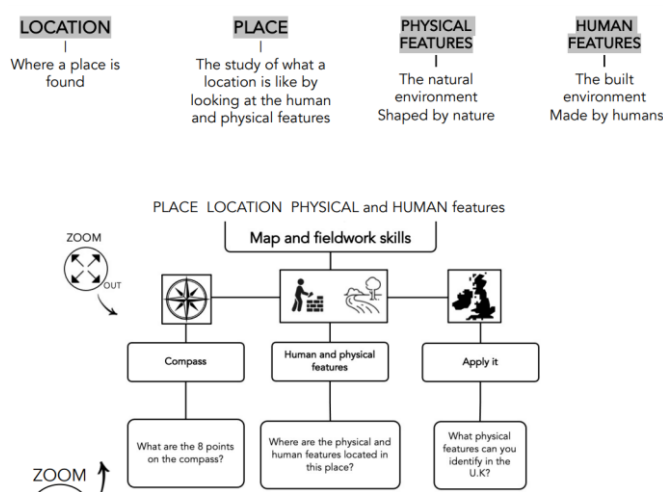 LOCATION
Where a place is
found
PLACE
The study of what a
location is like by
looking at the human
and physical features
PHYSICAL
FEATURES
The natural
environment
Shaped by nature
HUMAN
FEATURES
The built
environment
Made by humans
PLACE LOCATION PHYSICAL and HUMAN features
Map and fieldwork skills
ZOOM
OUT
Compass
Human and physical
features
Apply it
What are the 8 points
on the compass?
Where are the physical and
human features located in
this place?
What physical
features can you
identify in the
U.K?
ZOOM